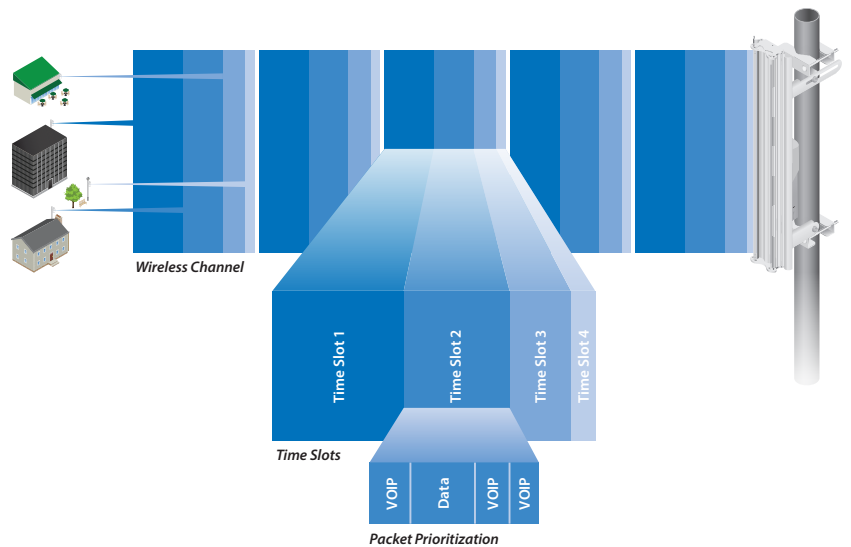 Wireless Channel
Time Slot 1
Time Slot 2
Time Slot 3
Time Slot 4
Time Slots
VOIP
Data
VOIP
VOIP
Packet Prioritization